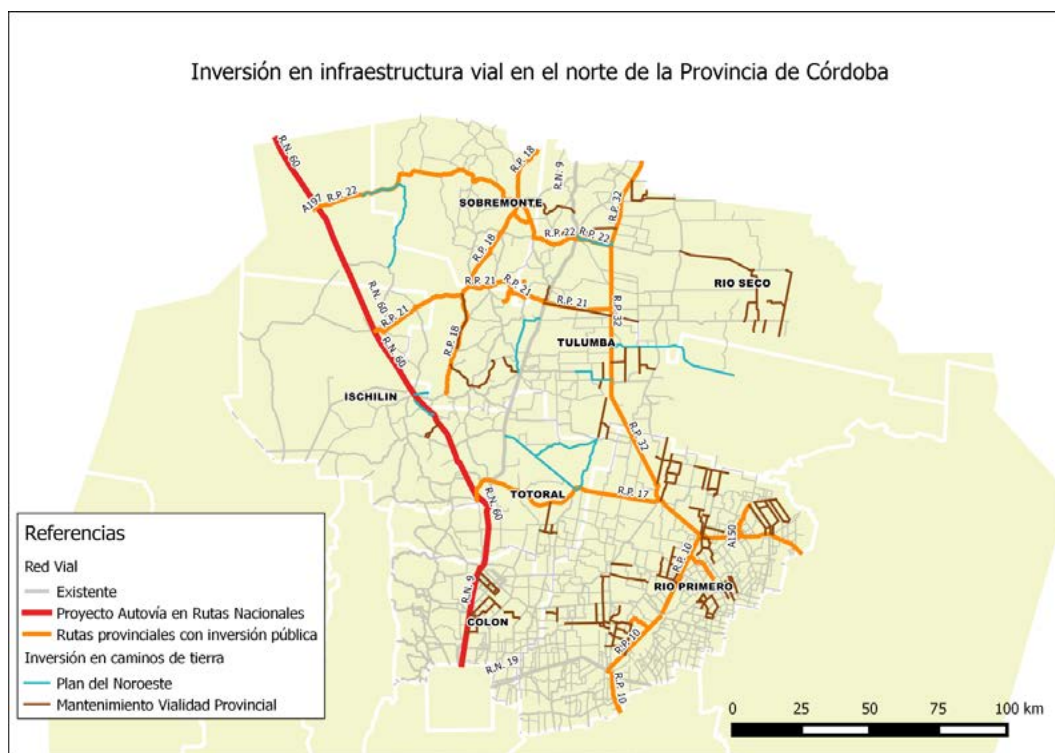 Inversión en infraestructura vial en el norte de la Provincia de Córdoba
R.N. 60
R.P. 18
R.N. 9
A197
R.P. 22
R.P. 32
SOBREMONTE
R.P. 22
R.P. 22
R.P. 18
RIO SECO
R.P. 21
R.P. 21
R.N. 60
R.P. 21
R.P. 21
R.P. 32
R.N. 60
R.P. 18
TULUMBA
ISCHILIN
R.P. 32
TOTORAL
R.P. 17
R.N. 60
A150
R.P. 10
R.N. 9
RIO PRIMERO
COLON
R.P. 10
R.N. 19
R.P. 10
Referencias
Red Vial
Existente
Proyecto Autovía en Rutas Nacionales
Rutas provinciales con inversión pública
Inversión en caminos de tierra
Plan del Noroeste
Mantenimiento Vialidad Provincial
0 25 50 75 100 km